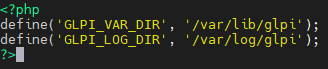 <?php
define('GLPI_VAR_DIR', '/var/lib/glpi');
define('GLPI_LOG_DIR', '/var/log/glpi');
?>